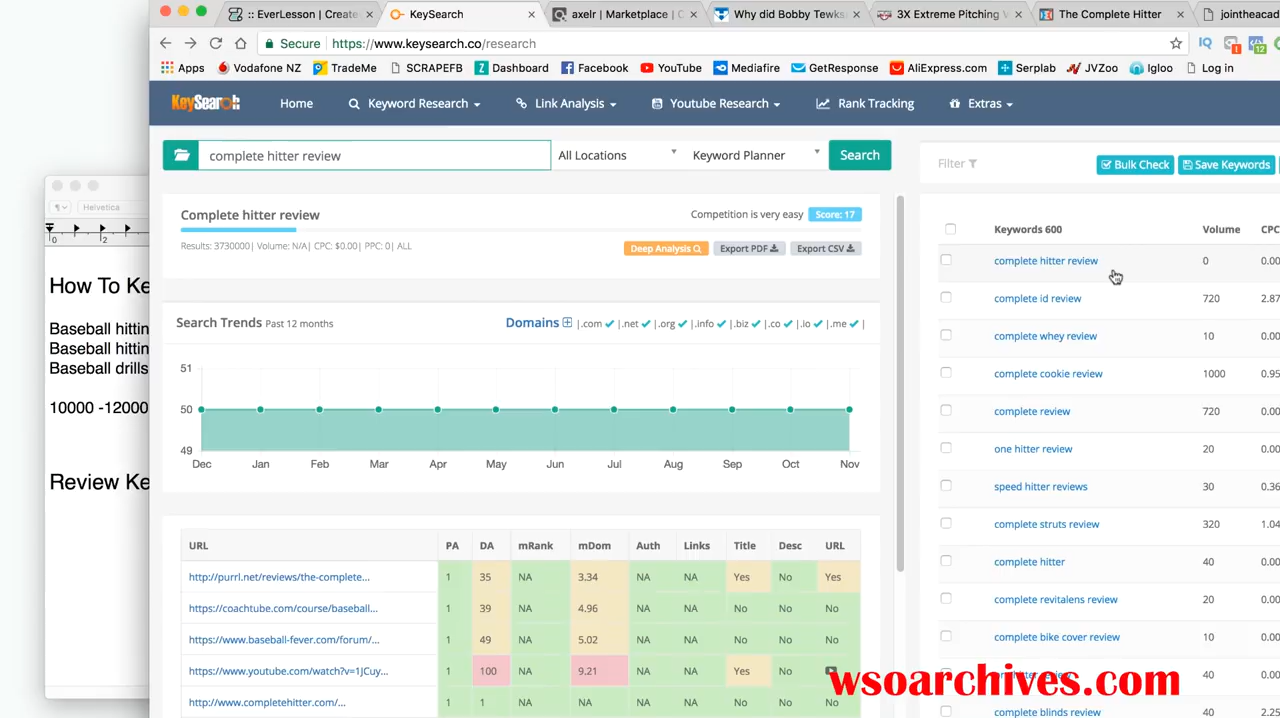 :: EverLesson | Create
KeySearch
axelr | Marketplace | C
Why did Bobby Tewks
3X Extreme Pitching V
The Complete Hitter
jointheacad
Secure
https://www.keysearch.co/research
Apps
Vodafone NZ
TradeMe
SCRAPEFB
Dashboard
Facebook
YouTube
Mediafire
GetResponse
AliExpress.com
Serplab
JVZoo
Igloo
Log in
KeySearch
Home
Keyword Research
Link Analysis
Youtube Research
Rank Tracking
Extras
complete hitter review
All Locations
Keyword Planner
Search
Filter
Bulk Check
Save Keywords
Complete hitter review
Competition is very easy
Score: 17
Results: 3730000| Volume: N/A| CPC: $0.00| PPC: 0| ALL
Deep Analysis
Export PDF
Export CSV
Search Trends Past 12 months
Domains
|.com |.net |.org |.info |.biz |.co |.io |.me |
51
50
49
Dec Jan Feb Mar Apr May Jun Jul Aug Sep Oct Nov
URL PA DA mRank mDom Auth Links Title Desc URL
http://purrl.net/reviews/the-complete... 1 35 NA 3.34 NA NA Yes No Yes
https://coachtube.com/course/baseball... 1 39 NA 4.96 NA NA No No No
https://www.baseball-fever.com/forum/... 1 49 NA 5.02 NA NA No No No
https://www.youtube.com/watch?v=1JCuy... 1 100 NA 9.21 NA NA Yes No
http://www.completehitter.com/... 1 1 NA NA NA NA No No No
Keywords 600 Volume CPC
complete hitter review 0 0.00
complete id review 720 2.87
complete whey review 10 0.00
complete cookie review 1000 0.95
complete review 720 0.00
one hitter review 20 0.00
speed hitter reviews 30 0.36
complete struts review 320 1.04
complete hitter 40 0.00
complete revitalens review 20 0.00
complete bike cover review 10 0.00
40 0.00
complete blinds review 40 2.25
Helvetica
0 2
How To Ke
Baseball hittin
Baseball hittin
Baseball drills
10000 -12000
Review Ke
wsoarchives.com